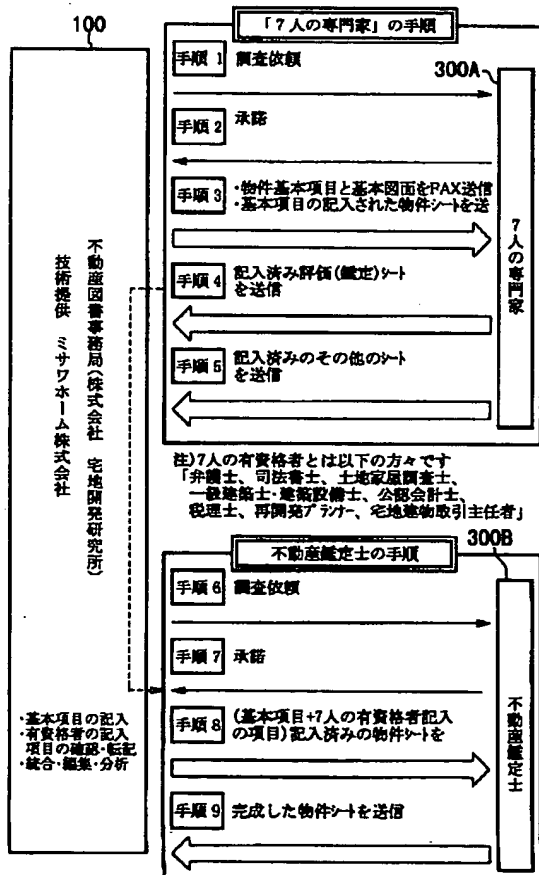 100
不動産図書事務局(株式会社 宅地開発研究所)
技術提供 ミサワホーム株式会社
・基本項目の記入
・有資格者の記入
項目の確認・転記
・統合・編集・分析
「7人の専門家」の手順
300A
7人の専門家
手順 1 調査依頼
手順 2 承諾
手順 3 ・物件基本項目と基本図面をFAX送信
・基本項目の記入された物件シートを送
手順 4 記入済み評価(鑑定)シート
を送信
手順 5 記入済みのその他のシート
を送信
注)7人の有資格者とは以下の方々です
「弁護士、司法書士、土地家屋調査士、
一級建築士・建築設備士、公認会計士、
税理士、再開発プランナー、宅地建物取引主任者」
不動産鑑定士の手順
300B
不動産鑑定士
手順 6 調査依頼
手順 7 承諾
手順 8 (基本項目+7人の有資格者記入
の項目)記入済みの物件シートを
手順 9 完成した物件シートを送信